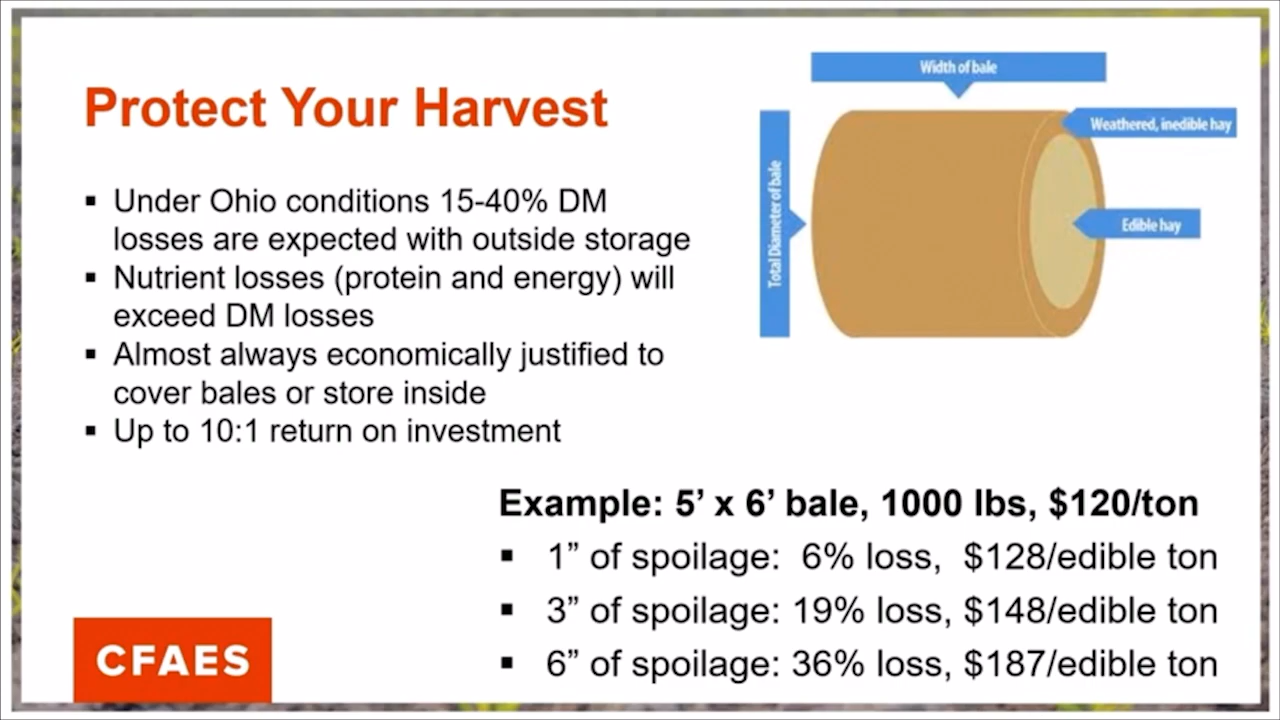 Protect Your Harvest
▪ Under Ohio conditions 15-40% DM
losses are expected with outside storage
▪ Nutrient losses (protein and energy) will
exceed DM losses
▪ Almost always economically justified to
cover bales or store inside
▪ Up to 10:1 return on investment
Width of bale
Total Diameter of bale
Weathered, inedible hay
Edible hay
Example: 5’ x 6’ bale, 1000 lbs, $120/ton
▪ 1” of spoilage: 6% loss, $128/edible ton
▪ 3” of spoilage: 19% loss, $148/edible ton
▪ 6” of spoilage: 36% loss, $187/edible ton
CFAES